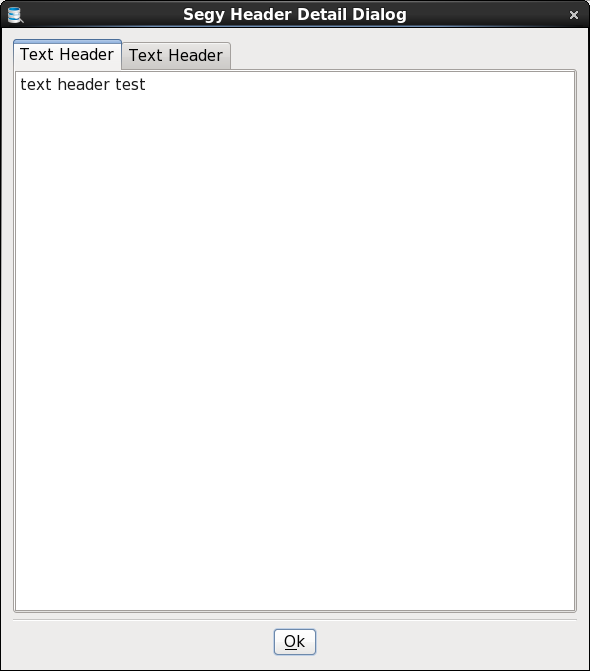 Segy Header Detail Dialog
Text Header Text Header
text header test
Ok